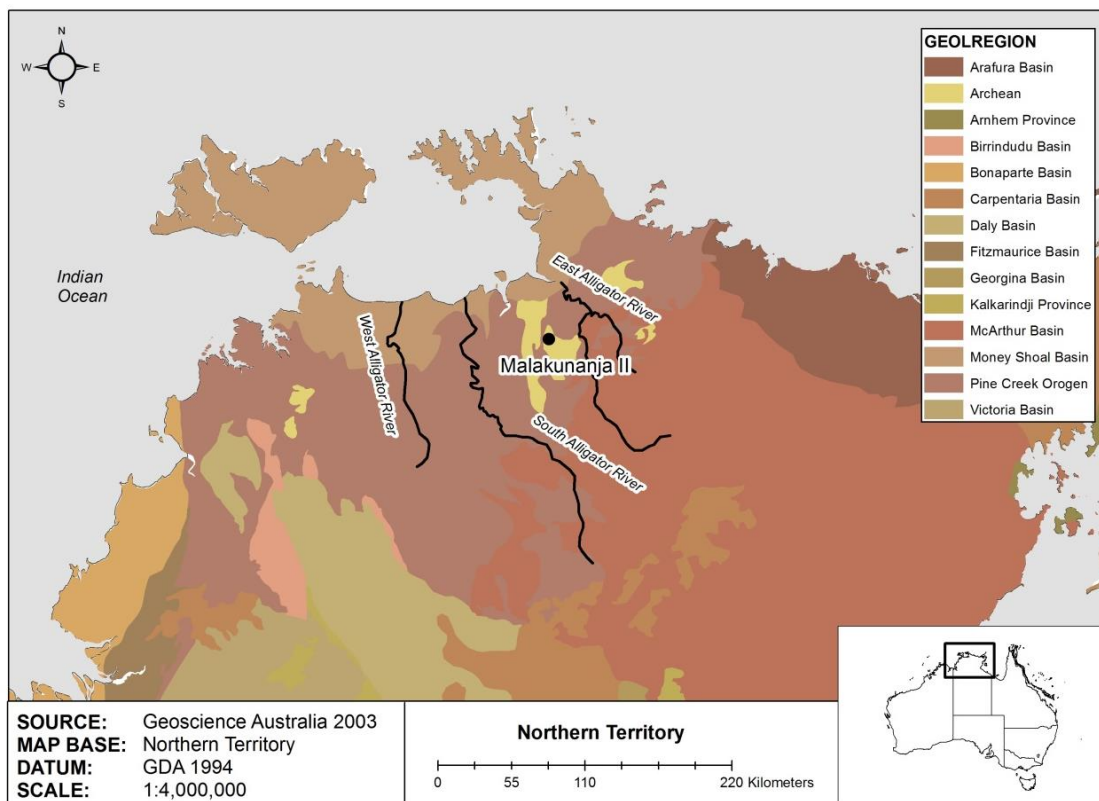 N
W
E
S
Indian
Ocean
West Alligator River
East Alligator River
Malakunanja II
South Alligator River
GEOLREGION
Arafura Basin
Archean
Arnhem Province
Birrindudu Basin
Bonaparte Basin
Carpentaria Basin
Daly Basin
Fitzmaurice Basin
Georgina Basin
Kalkarindji Province
McArthur Basin
Money Shoal Basin
Pine Creek Orogen
Victoria Basin
SOURCE: Geoscience Australia 2003
MAP BASE: Northern Territory
DATUM: GDA 1994
SCALE: 1:4,000,000
Northern Territory
0 55 110 220 Kilometers